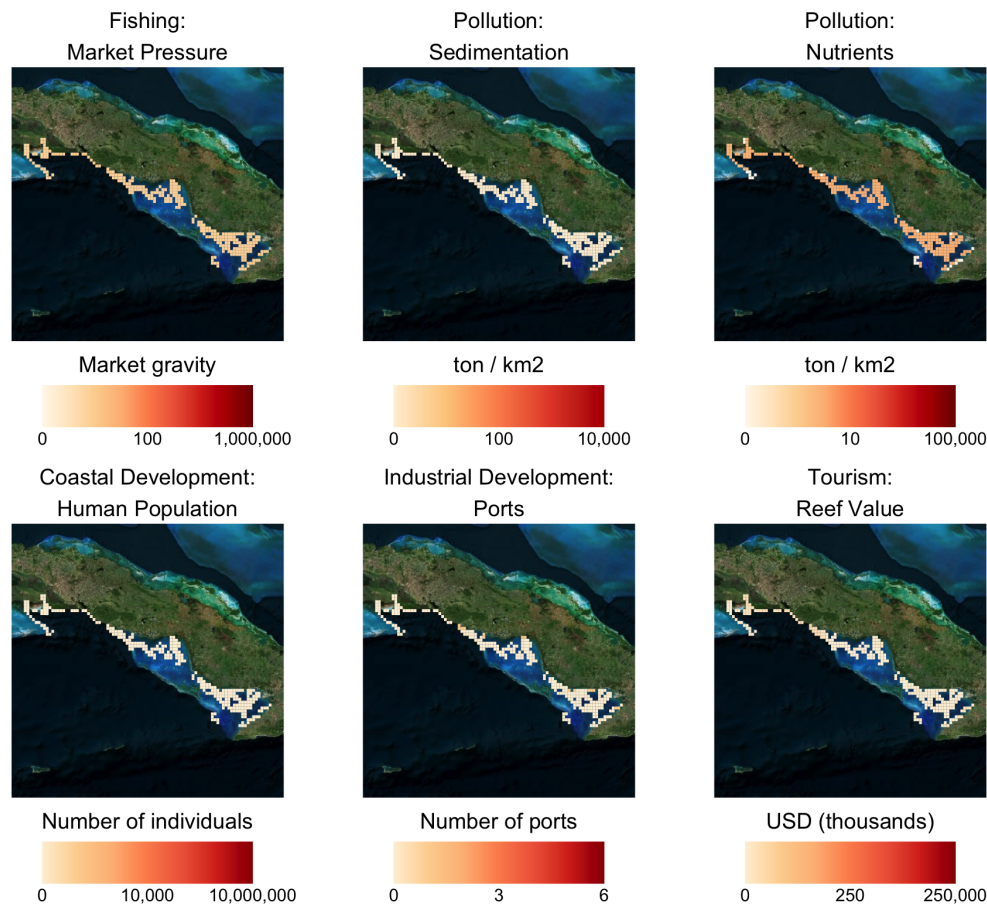 Fishing:
Market Pressure
Pollution:
Sedimentation
Pollution:
Nutrients
Market gravity
0 100 1,000,000
ton / km2
0 100 10,000
ton / km2
0 10 100,000
Coastal Development:
Human Population
Industrial Development:
Ports
Tourism:
Reef Value
Number of individuals
0 10,000 10,000,000
Number of ports
0 3 6
USD (thousands)
0 250 250,000